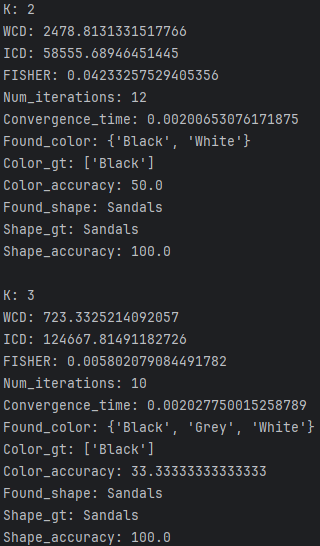 K: 2
WCD: 2478.8131331517766
ICD: 58555.68946451445
FISHER: 0.04233257529405356
Num_iterations: 12
Convergence_time: 0.00200653076171875
Found_color: {'Black', 'White'}
Color_gt: ['Black']
Color_accuracy: 50.0
Found_shape: Sandals
Shape_gt: Sandals
Shape_accuracy: 100.0

K: 3
WCD: 723.3325214092057
ICD: 124667.81491182726
FISHER: 0.005802079084491782
Num_iterations: 10
Convergence_time: 0.002027750015258789
Found_color: {'Black', 'Grey', 'White'}
Color_gt: ['Black']
Color_accuracy: 33.33333333333333
Found_shape: Sandals
Shape_gt: Sandals
Shape_accuracy: 100.0